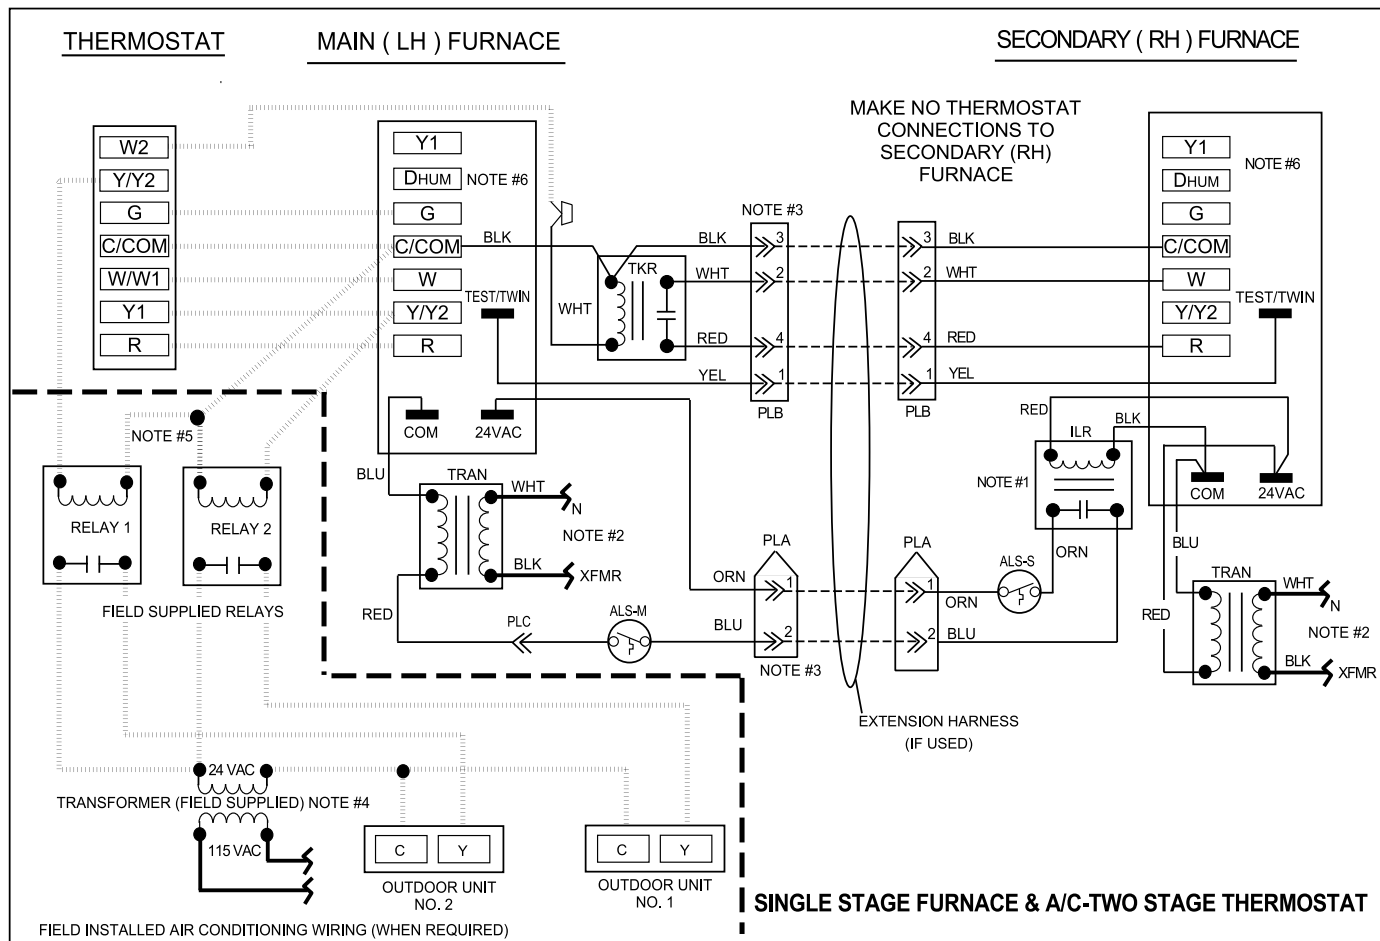 THERMOSTAT
MAIN ( LH ) FURNACE
SECONDARY ( RH ) FURNACE
MAKE NO THERMOSTAT
CONNECTIONS TO
SECONDARY (RH)
FURNACE
W2
Y/Y2
G
C/COM
W/W1
Y1
R
Y1
DHUM
NOTE #6
G
C/COM
W
Y/Y2
R
BLK
TEST/TWIN
COM
24VAC
WHT
TKR
BLK
WHT
RED
YEL
NOTE #3
3
2
4
1
PLB
3
2
4
1
PLB
BLK
WHT
RED
YEL
Y1
DHUM
NOTE #6
G
C/COM
W
Y/Y2
R
TEST/TWIN
COM
24VAC
RED
BLK
ILR
NOTE #1
ORN
ALS-S
BLU
TRAN
WHT
N
NOTE #2
BLK
XFMR
RED
NOTE #5
RELAY 1
RELAY 2
FIELD SUPPLIED RELAYS
BLU
TRAN
WHT
N
NOTE #2
BLK
XFMR
RED
PLC
ALS-M
ORN
BLU
PLA
1
2
NOTE #3
PLA
1
2
ORN
BLU
EXTENSION HARNESS
(IF USED)
24 VAC
TRANSFORMER (FIELD SUPPLIED) NOTE #4
115 VAC
C
Y
OUTDOOR UNIT
NO. 2
C
Y
OUTDOOR UNIT
NO. 1
FIELD INSTALLED AIR CONDITIONING WIRING (WHEN REQUIRED)
SINGLE STAGE FURNACE & A/C-TWO STAGE THERMOSTAT